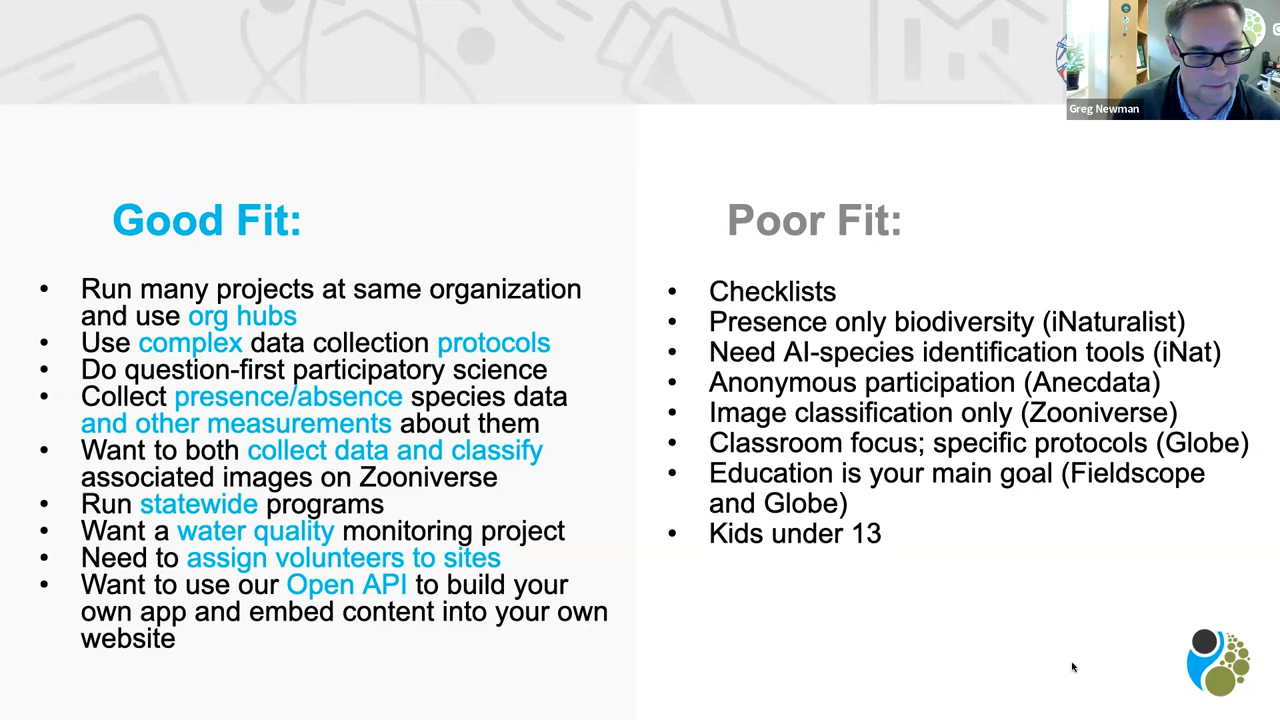 Greg Newman
Good Fit:
• Run many projects at same organization
and use org hubs
• Use complex data collection protocols
• Do question-first participatory science
• Collect presence/absence species data
and other measurements about them
• Want to both collect data and classify
associated images on Zooniverse
• Run statewide programs
• Want a water quality monitoring project
• Need to assign volunteers to sites
• Want to use our Open API to build your
own app and embed content into your own
website
Poor Fit:
• Checklists
• Presence only biodiversity (iNaturalist)
• Need AI-species identification tools (iNat)
• Anonymous participation (Anecdata)
• Image classification only (Zooniverse)
• Classroom focus; specific protocols (Globe)
• Education is your main goal (Fieldscope
and Globe)
• Kids under 13